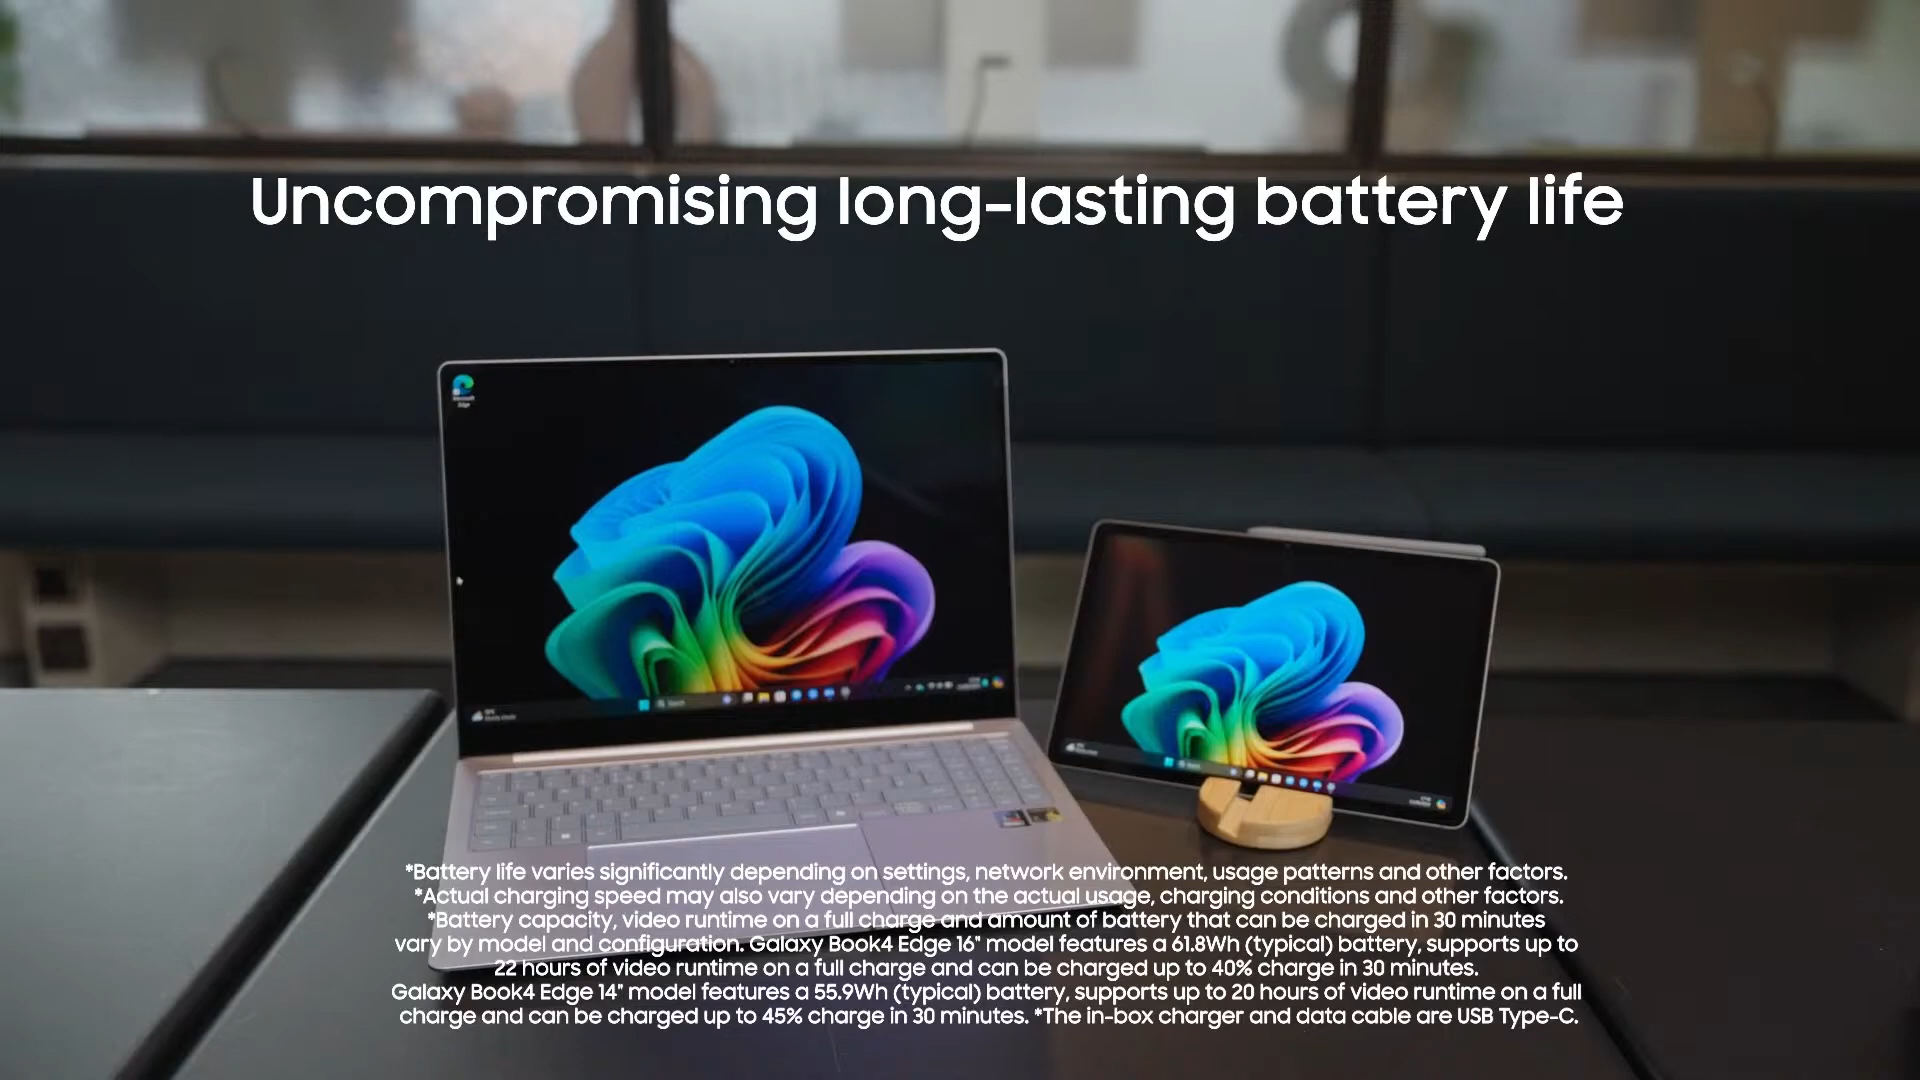 Uncompromising long-lasting battery life
Microsoft
Edge
Search
*Battery life varies significantly depending on settings, network environment, usage patterns and other factors.
*Actual charging speed may also vary depending on the actual usage, charging conditions and other factors.
*Battery capacity, video runtime on a full charge and amount of battery that can be charged in 30 minutes
vary by model and configuration. Galaxy Book4 Edge 16" model features a 61.8Wh (typical) battery, supports up to
22 hours of video runtime on a full charge and can be charged up to 40% charge in 30 minutes.
Galaxy Book4 Edge 14" model features a 55.9Wh (typical) battery, supports up to 20 hours of video runtime on a full
charge and can be charged up to 45% charge in 30 minutes. *The in-box charger and data cable are USB Type-C.